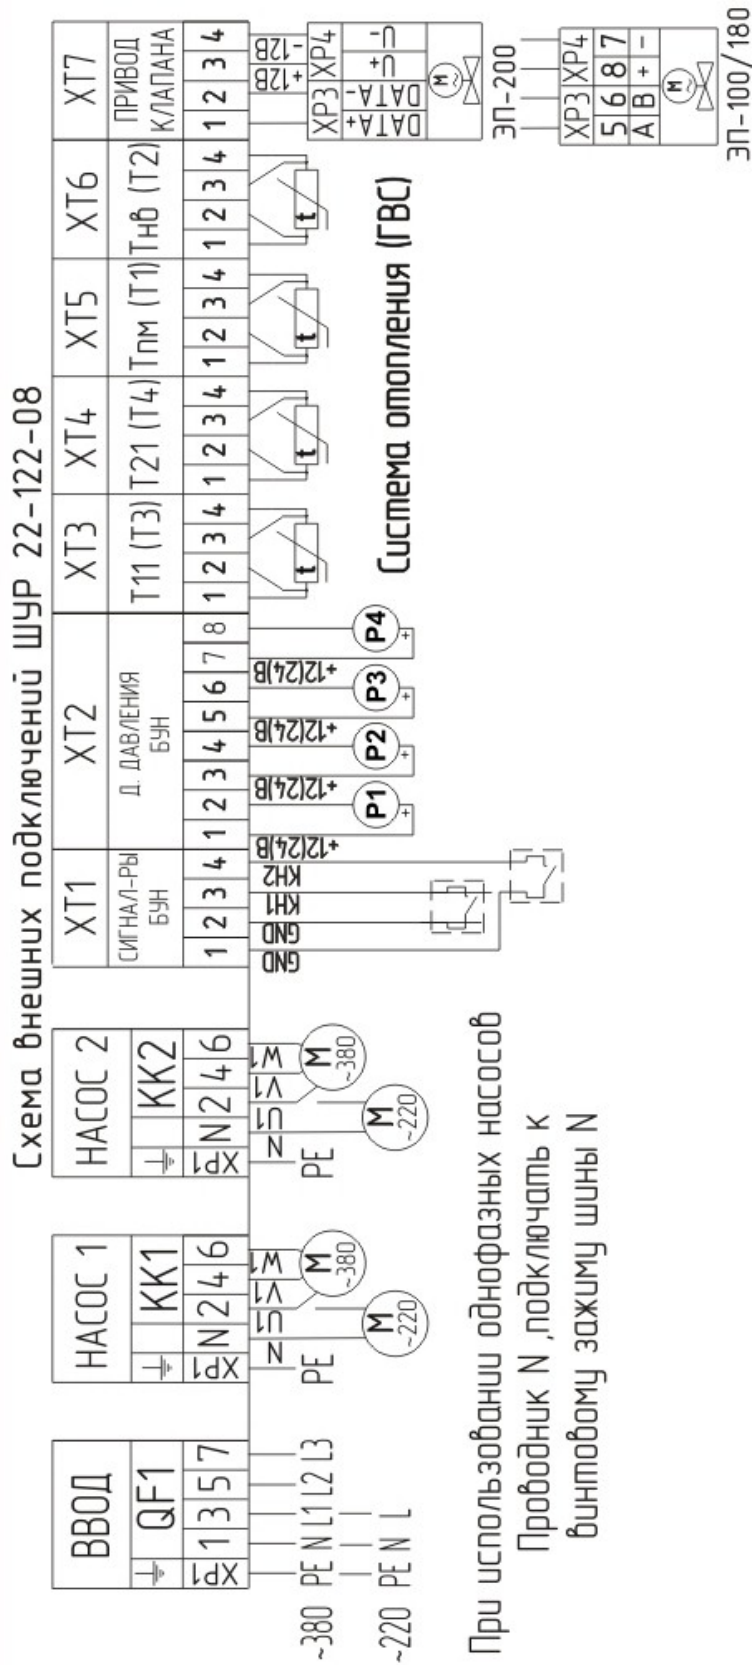 Схема внешних подключений ШУР 22-122-08
ВВОД
QF1
XP1 1 3 5 7
~380 PE N L1 L2 L3
~220 PE N L
НАСОС 1
KK1
XP1 N 2 4 6
N U1 V1 W1
PE
M ~380
M ~220
НАСОС 2
KK2
XP1 N 2 4 6
N U1 V1 W1
PE
M ~380
M ~220
XT1
СИГНАЛ-РЫ
БУН
1 2 3 4
GND GND КН1 КН2
XT2
Д. ДАВЛЕНИЯ
БУН
1 2 3 4 5 6 7 8
+12(24)В +12(24)В +12(24)В +12(24)В
P1 P2 P3 P4
+ + + +
XT3
T11 (T3)
1 2 3 4
t
XT4
T21 (T4)
1 2 3 4
t
XT5
Тпм (T1)
1 2 3 4
t
XT6
Тнв (T2)
1 2 3 4
t
XT7
ПРИВОД
КЛАПАНА
1 2 3 4
+12В -12В
XP3 XP4
DATA+ DATA- U+ U-
M ~
ЭП-200
XP3 XP4
5 6 8 7
A B + -
M ~
ЭП-100/180
Система отопления (ГВС)
При использовании однофазных насосов
Проводник N ,подключать к
винтовому зажиму шины N